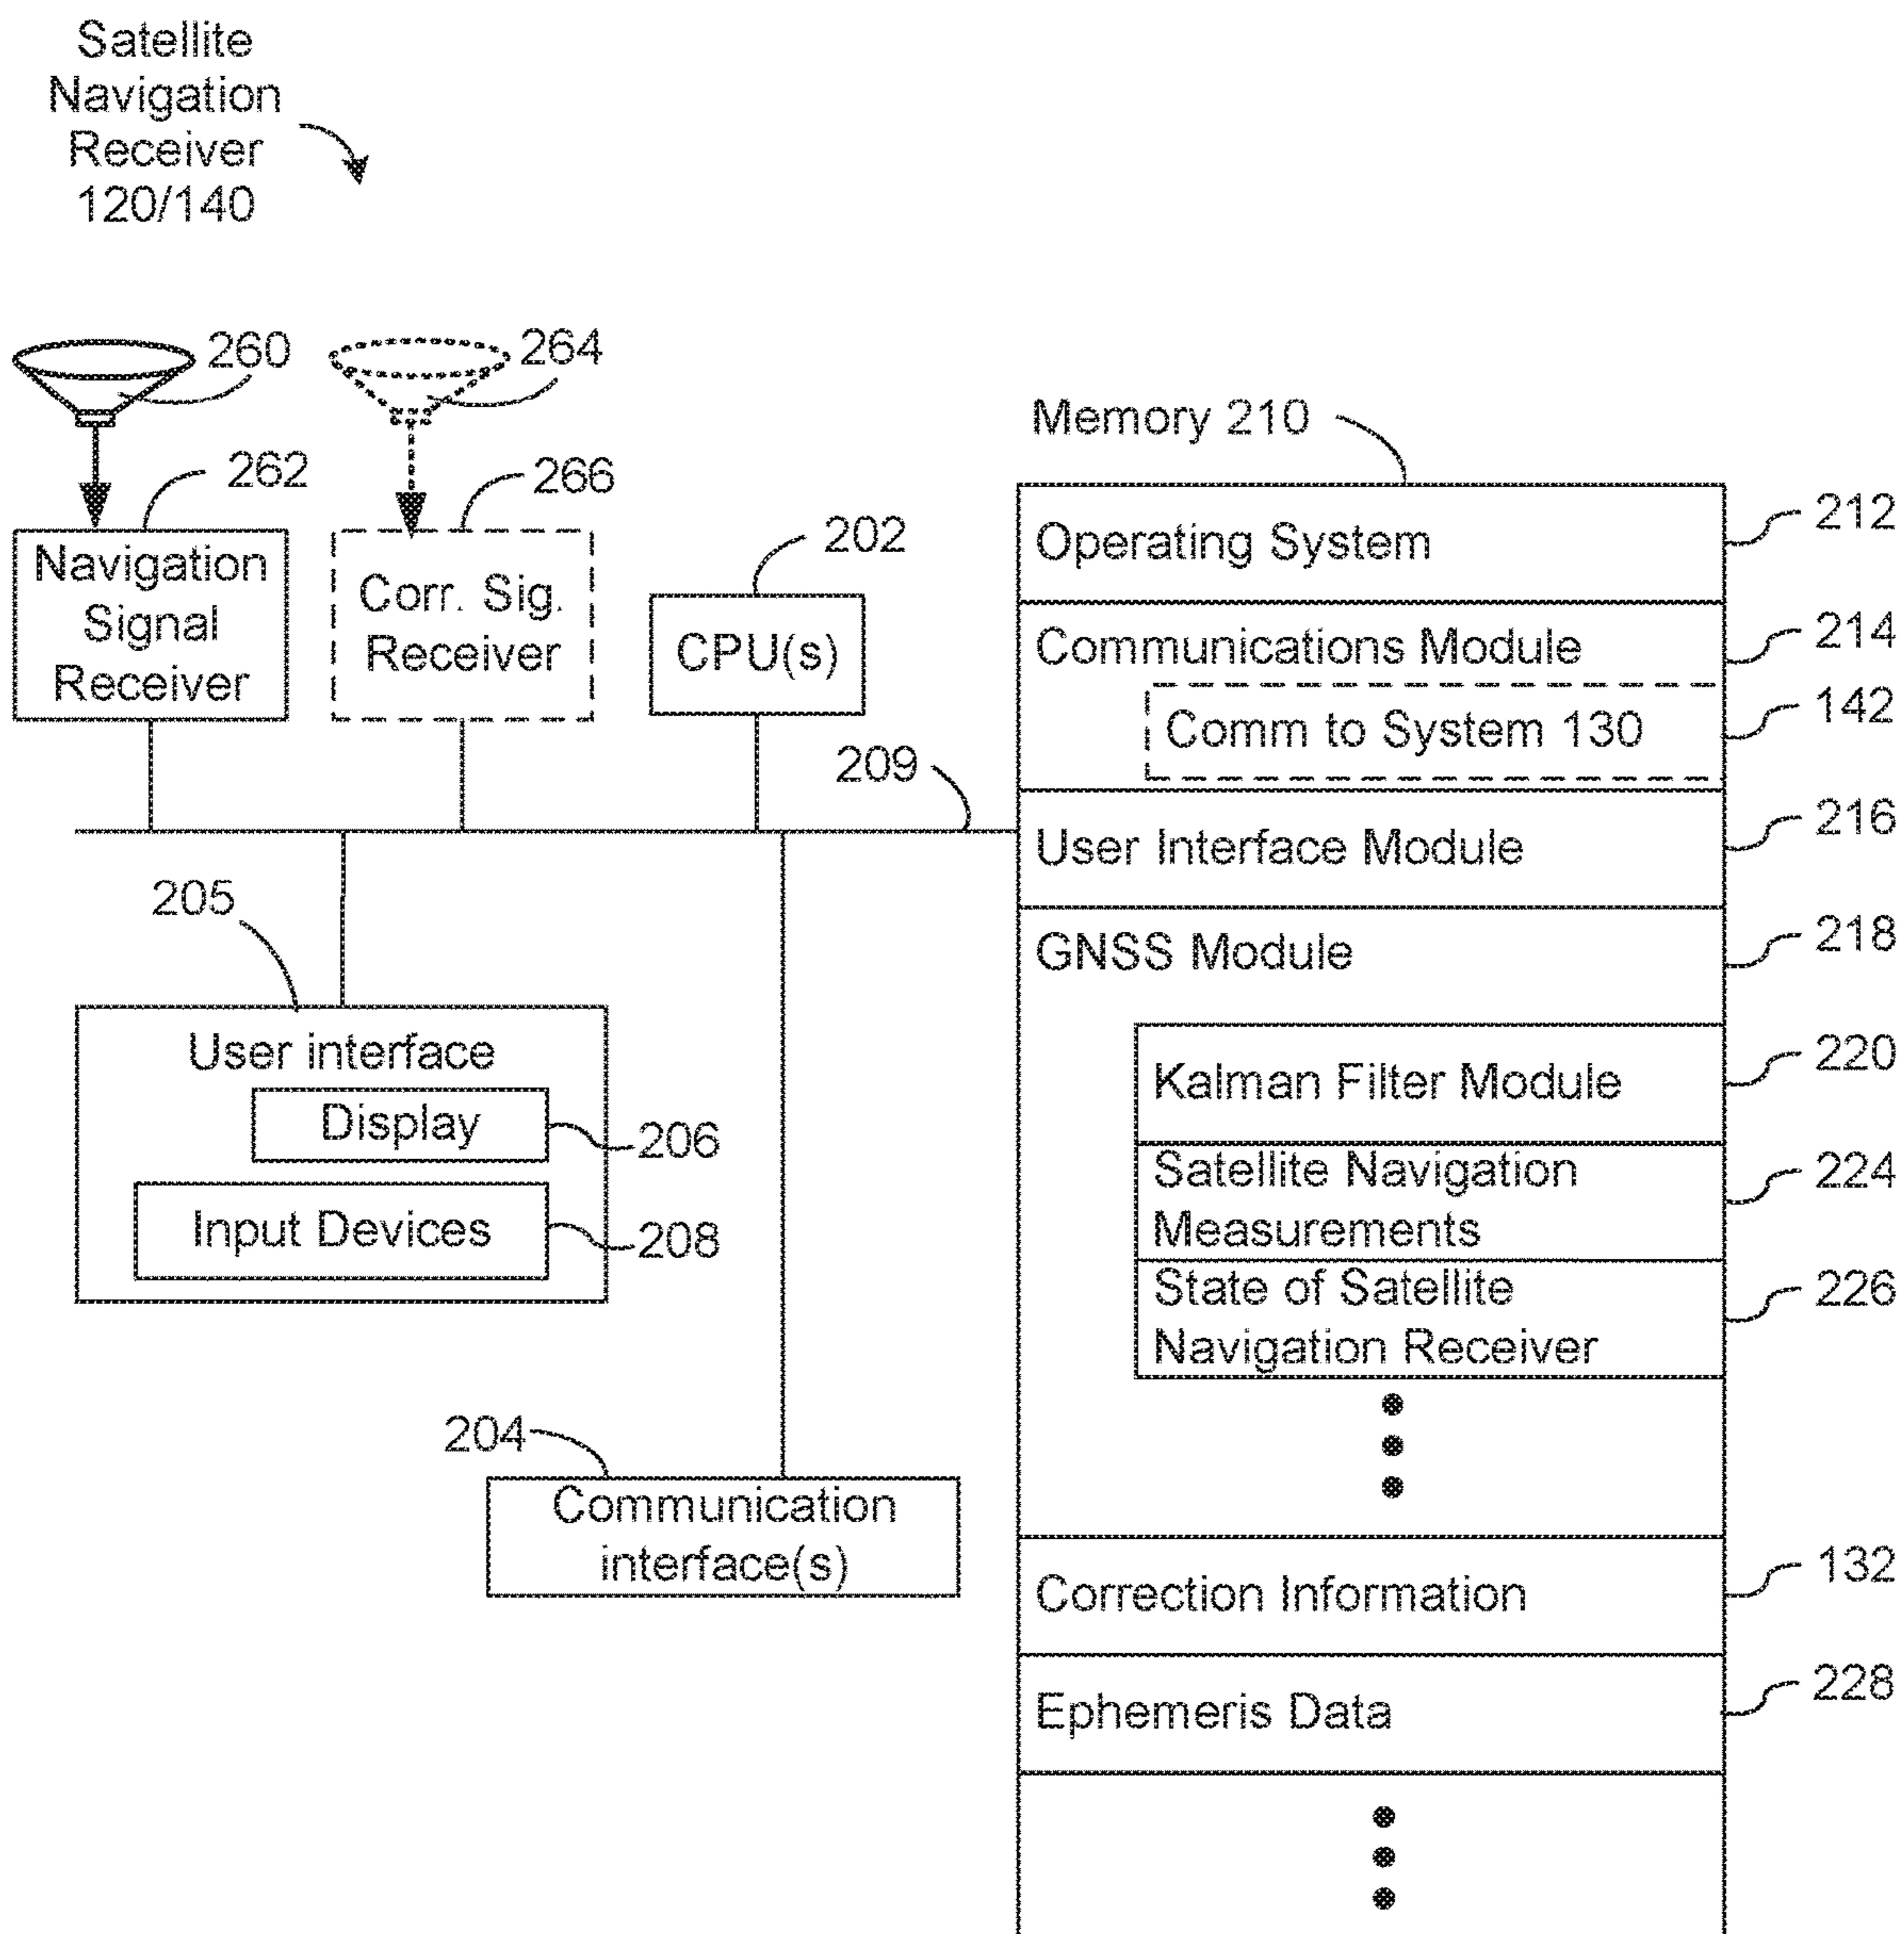 Satellite
Navigation
Receiver
120/140
260
264
262
266
202
Navigation
Signal
Receiver
Corr. Sig.
Receiver
CPU(s)
209
205
User interface
Display
206
Input Devices
208
204
Communication
interface(s)
Memory 210
Operating System
212
Communications Module
214
Comm to System 130
142
User Interface Module
216
GNSS Module
218
Kalman Filter Module
220
Satellite Navigation
Measurements
224
State of Satellite
Navigation Receiver
226
Correction Information
132
Ephemeris Data
228